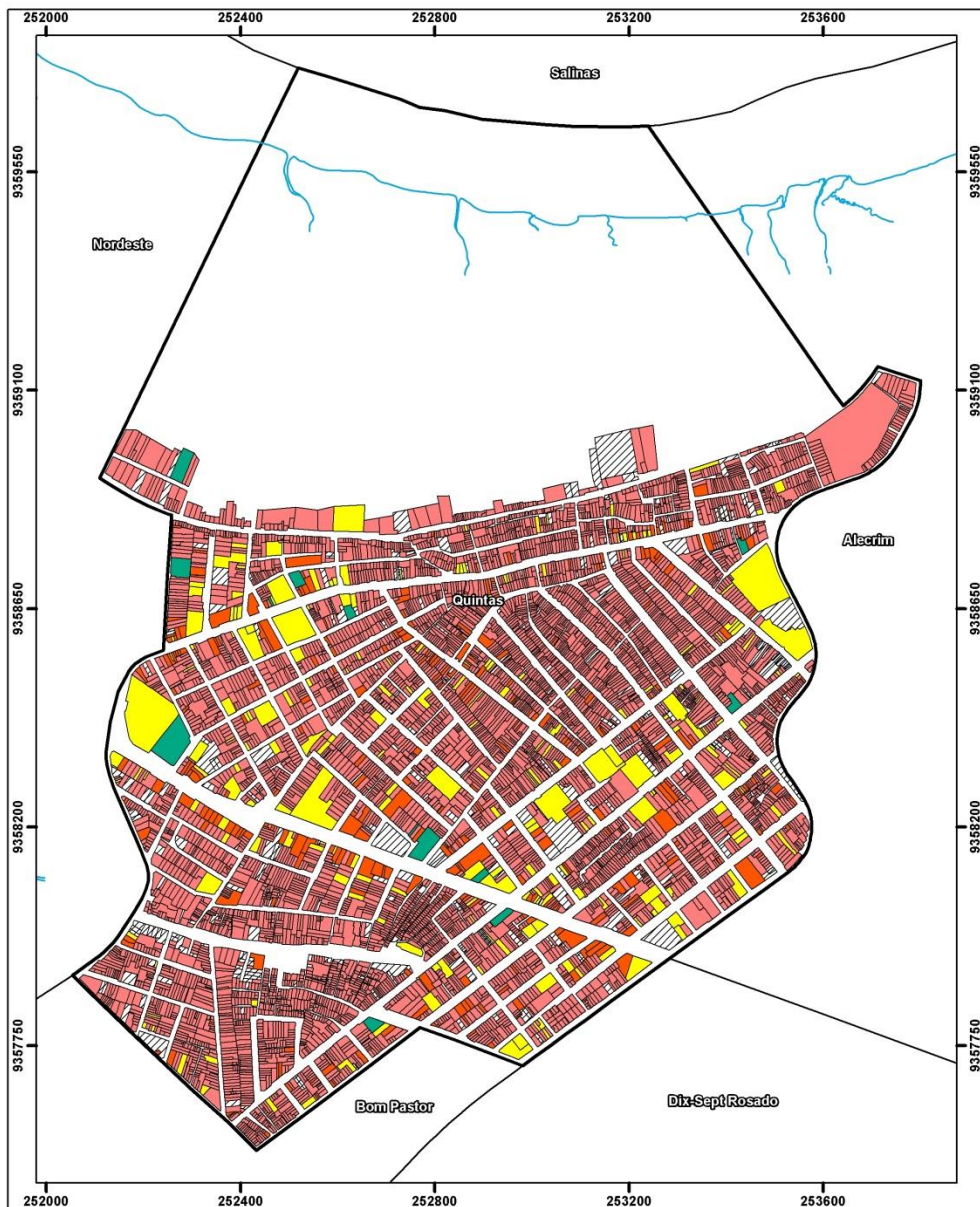 252000 252400 252800 253200 253600
Salinas
9359550 9359550
Nordeste
9359100 9359100
Alecrim
Quintas
9358650 9358650
9358200 9358200
9357750 9357750
Bom Pastor
Dix-Sept Rosado
252000 252400 252800 253200 253600